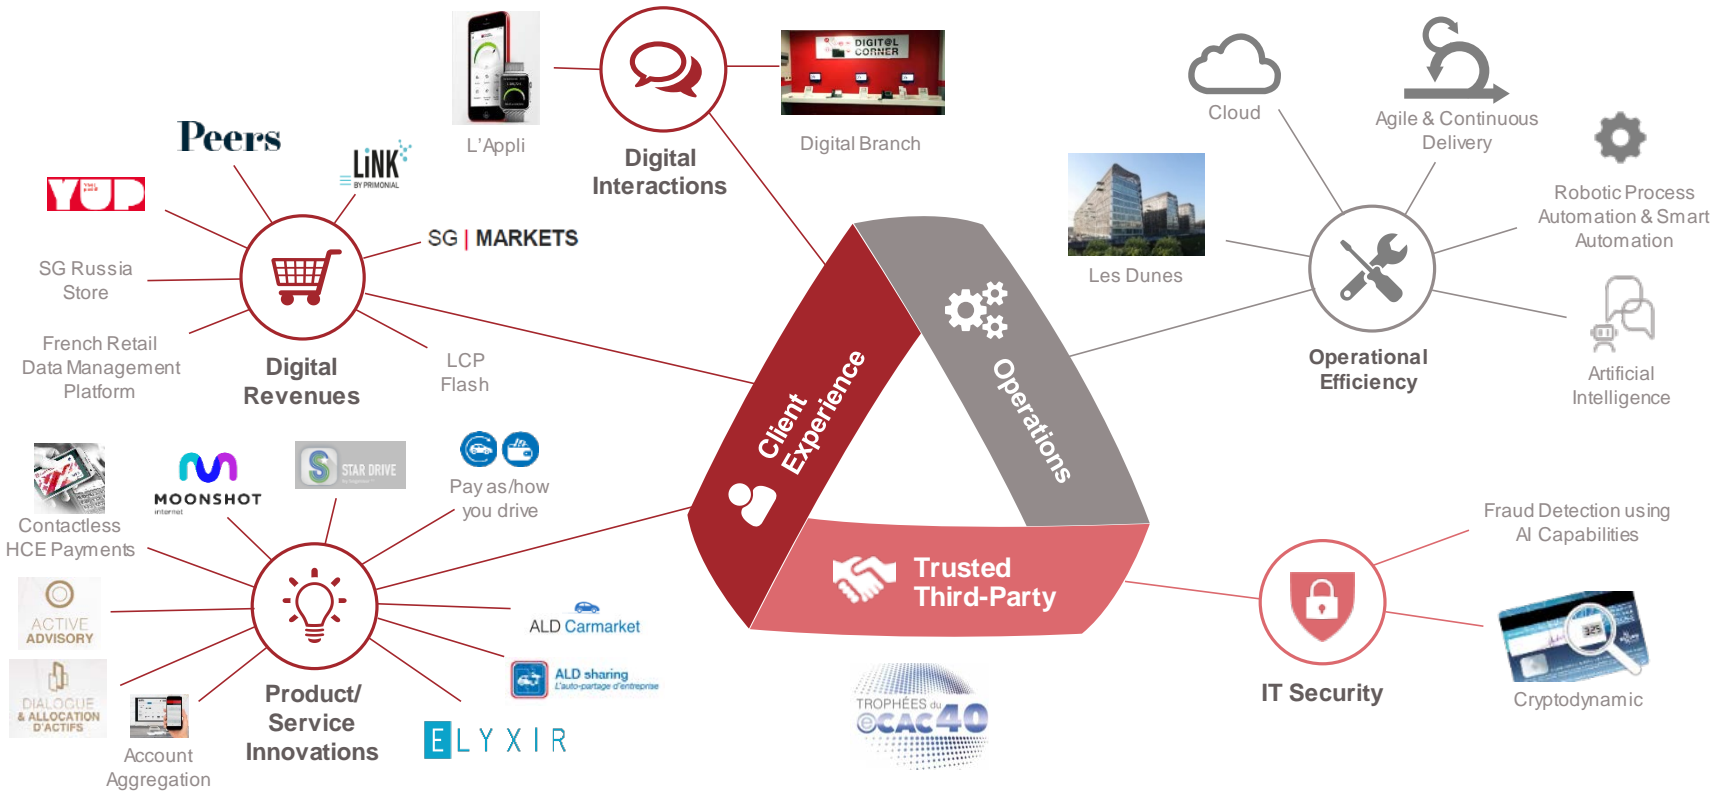 DIGIT@L
CORNER
L'Appli
Digital
Interactions
Digital Branch
Cloud
Agile & Continuous
Delivery
Robotic Process
Automation & Smart
Automation
Les Dunes
Operational
Efficiency
Artificial
Intelligence
Peers
LiNK
BY PRIMONIAL
YUP
SG | MARKETS
SG Russia
Store
French Retail
Data Management
Platform
Digital
Revenues
LCP
Flash
Client
Experience
Operations
Trusted
Third-Party
Contactless
HCE Payments
MOONSHOT
internet
STAR DRIVE
Pay as/how
you drive
ACTIVE
ADVISORY
DIALOGUE
& ALLOCATION
D'ACTIFS
Account
Aggregation
Product/
Service
Innovations
ALD Carmarket
ALD sharing
L'auto-partage d'entreprise
ELYXIR
TROPHÉES du
eCAC40
Fraud Detection using
AI Capabilities
IT Security
325
Cryptodynamic